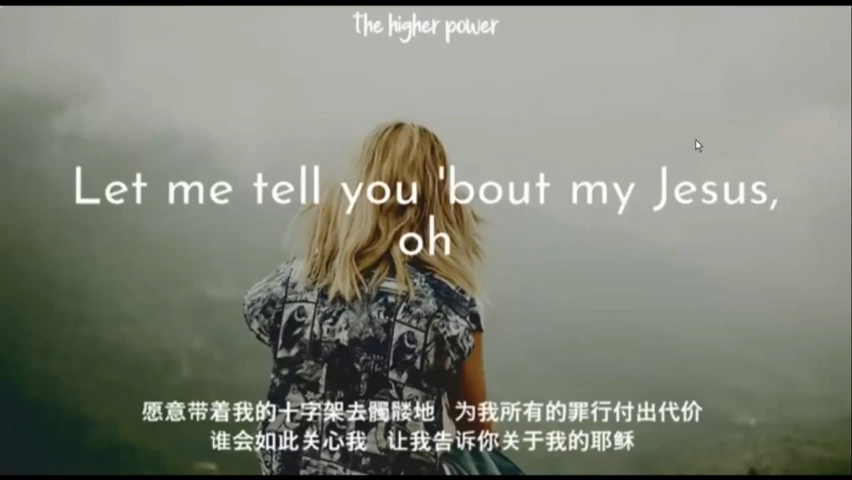 the higher power
Let me tell you 'bout my Jesus,
oh
愿意带着我的十字架去髑髅地 为我所有的罪行付出代价
谁会如此关心我 让我告诉你关于我的耶稣